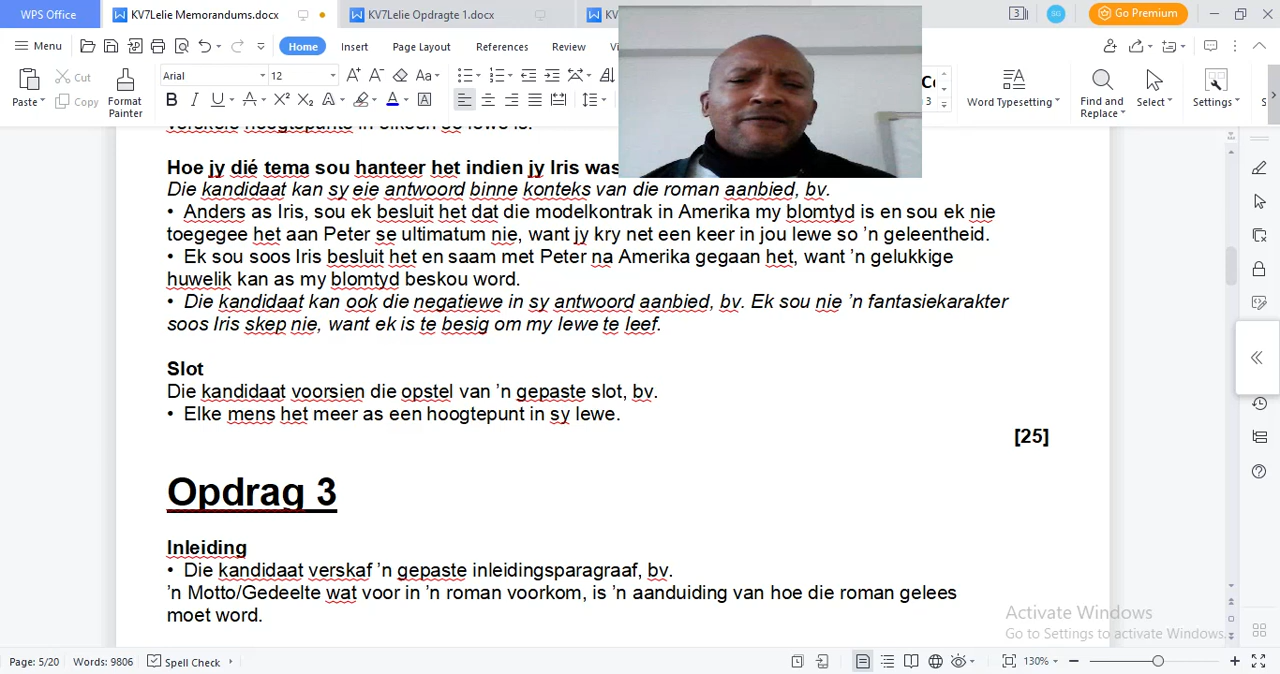 WPS Office
KV7Lelie Memorandums.docx
KV7Lelie Opdragte 1.docx
KV
3
SG
Go Premium
Menu
Home
Insert
Page Layout
References
Review
Cut
Paste
Copy
Format
Painter
Arial
12
B I U
3
Word Typesetting
Find and
Replace
Select
Settings
Hoe jy dié tema sou hanteer het indien jy Iris was
Die kandidaat kan sy eie antwoord binne konteks van die roman aanbied, bv.
• Anders as Iris, sou ek besluit het dat die modelkontrak in Amerika my blomtyd is en sou ek nie
toegegee het aan Peter se ultimatum nie, want jy kry net een keer in jou lewe so ’n geleentheid.
• Ek sou soos Iris besluit het en saam met Peter na Amerika gegaan het, want ’n gelukkige
huwelik kan as my blomtyd beskou word.
• Die kandidaat kan ook die negatiewe in sy antwoord aanbied, bv. Ek sou nie ’n fantasiekarakter
soos Iris skep nie, want ek is te besig om my lewe te leef.
Slot
Die kandidaat voorsien die opstel van ’n gepaste slot, bv.
• Elke mens het meer as een hoogtepunt in sy lewe.
[25]
Opdrag 3
Inleiding
• Die kandidaat verskaf ’n gepaste inleidingsparagraaf, bv.
’n Motto/Gedeelte wat voor in ’n roman voorkom, is ’n aanduiding van hoe die roman gelees
moet word.
Activate Windows
Go to Settings to activate Windows.
Page: 5/20
Words: 9806
Spell Check
130%